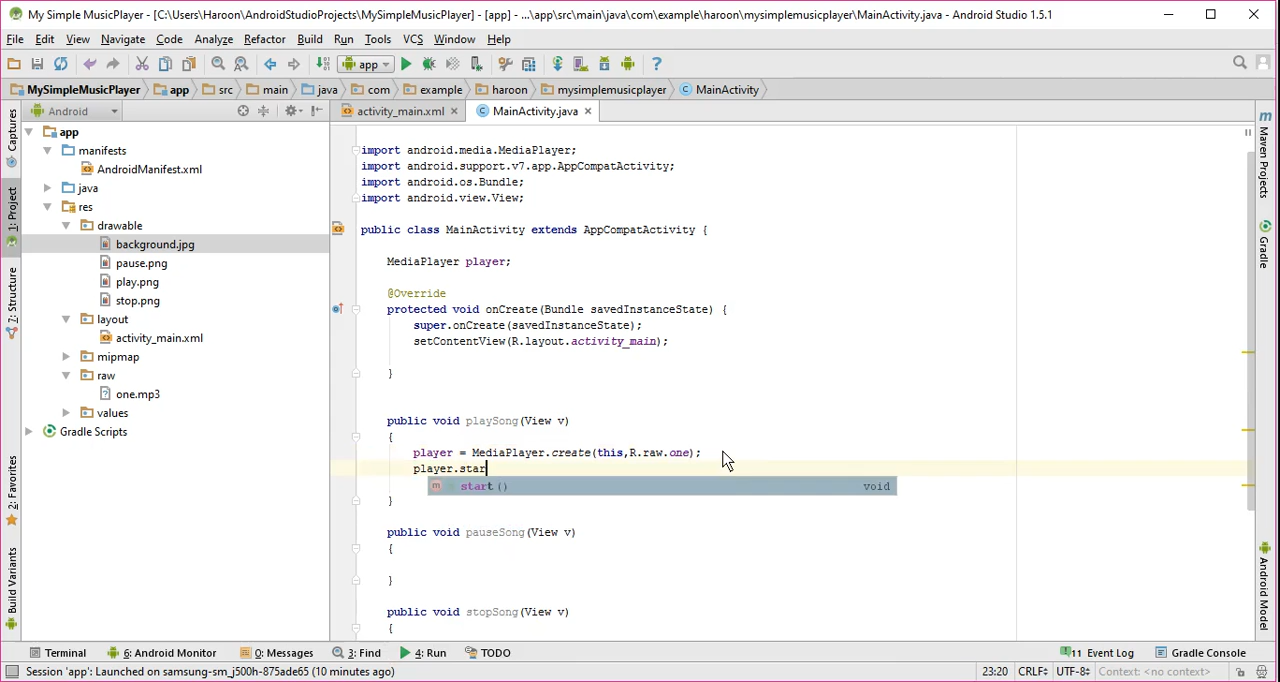 My Simple MusicPlayer - [C:\Users\Haroon\AndroidStudioProjects\MySimpleMusicPlayer] - [app] - ...\app\src\main\java\com\example\haroon\mysimplemusicplayer\MainActivity.java - Android Studio 1.5.1
File Edit View Navigate Code Analyze Refactor Build Run Tools VCS Window Help
app
MySimpleMusicPlayer app src main java com example haroon mysimplemusicplayer MainActivity
Android activity_main.xml MainActivity.java
Captures
1: Project
7: Structure
2: Favorites
Build Variants
app
manifests
AndroidManifest.xml
java
res
drawable
background.jpg
pause.png
play.png
stop.png
layout
activity_main.xml
mipmap
raw
one.mp3
values
Gradle Scripts
import android.media.MediaPlayer;
import android.support.v7.app.AppCompatActivity;
import android.os.Bundle;
import android.view.View;
public class MainActivity extends AppCompatActivity {
MediaPlayer player;
@Override
protected void onCreate(Bundle savedInstanceState) {
super.onCreate(savedInstanceState);
setContentView(R.layout.activity_main);
}
public void playSong(View v)
{
player = MediaPlayer.create(this,R.raw.one);
player.star
m start() void
}
public void pauseSong(View v)
{
}
public void stopSong(View v)
{
m Maven Projects
Gradle
Android Model
Terminal 6: Android Monitor 0: Messages 3: Find 4: Run TODO 11 Event Log Gradle Console
Session 'app': Launched on samsung-sm_j500h-875ade65 (10 minutes ago) 23:20 CRLF UTF-8 Context: <no context>